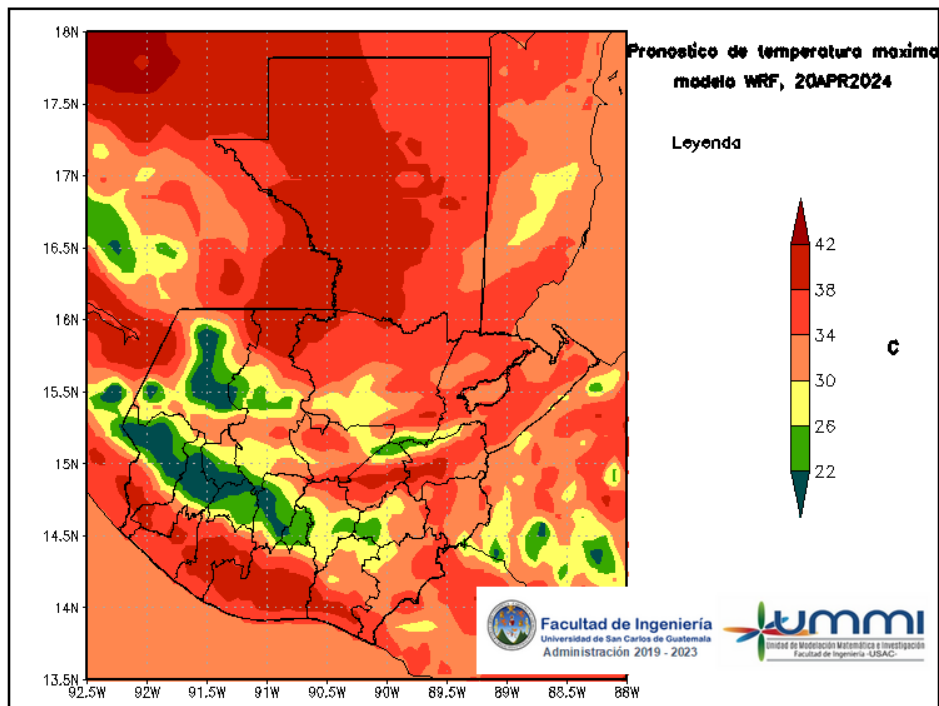 Pronostico de temperatura maxima
modelo WRF, 20APR2024
Leyenda
42
38
34
30
26
22
C
18N
17.5N
17N
16.5N
16N
15.5N
15N
14.5N
14N
13.5N
92.5W 92W 91.5W 91W 90.5W 90W 89.5W 89W 88.5W 88W
Facultad de Ingeniería
Universidad de San Carlos de Guatemala
Administración 2019 - 2023
UMMI
Unidad de Modelación Matemática e Investigación
Facultad de Ingeniería -USAC-